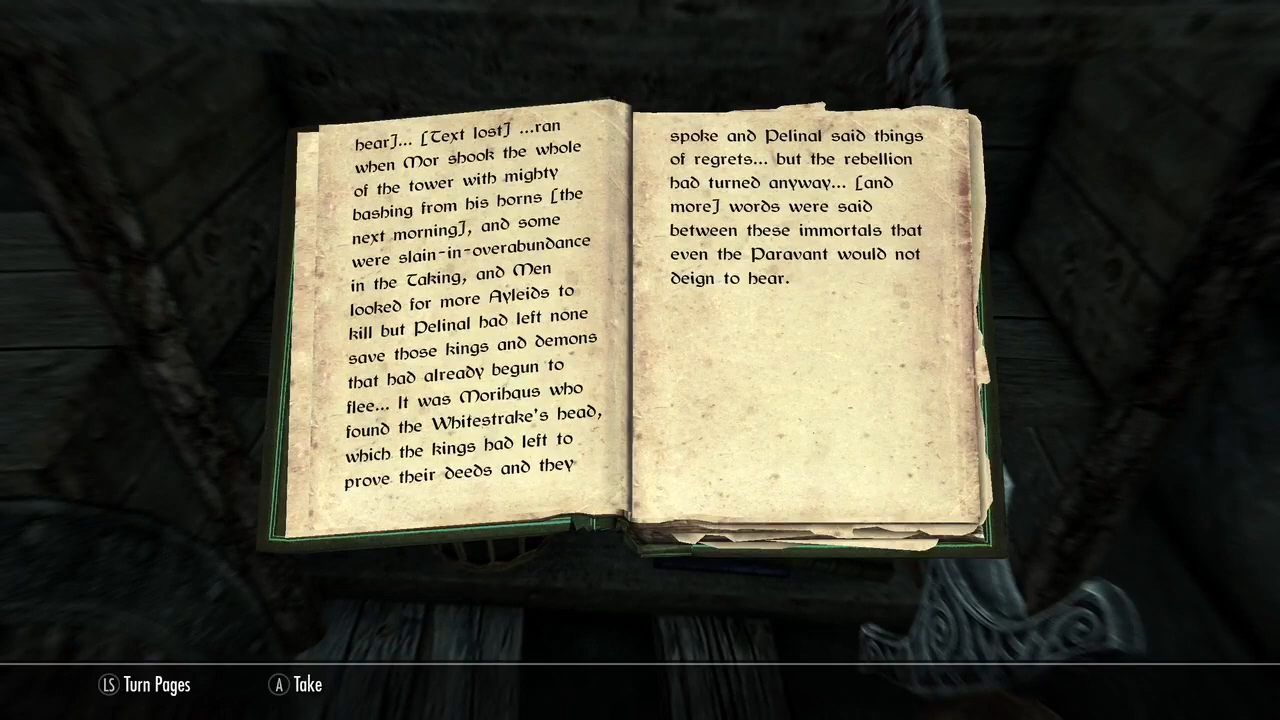 hear]... [Text lost] ...ran
when Mor shook the whole
of the tower with mighty
bashing from his horns [the
next morning], and some
were slain-in-overabundance
in the Taking, and Men
looked for more Ayleids to
kill but Pelinal had left none
save those kings and demons
that had already begun to
flee... It was Morihaus who
found the Whitestrake's head,
which the kings had left to
prove their deeds and they
spoke and Pelinal said things
of regrets... but the rebellion
had turned anyway... [and
more] words were said
between these immortals that
even the Paravant would not
deign to hear.
LS Turn Pages
A Take